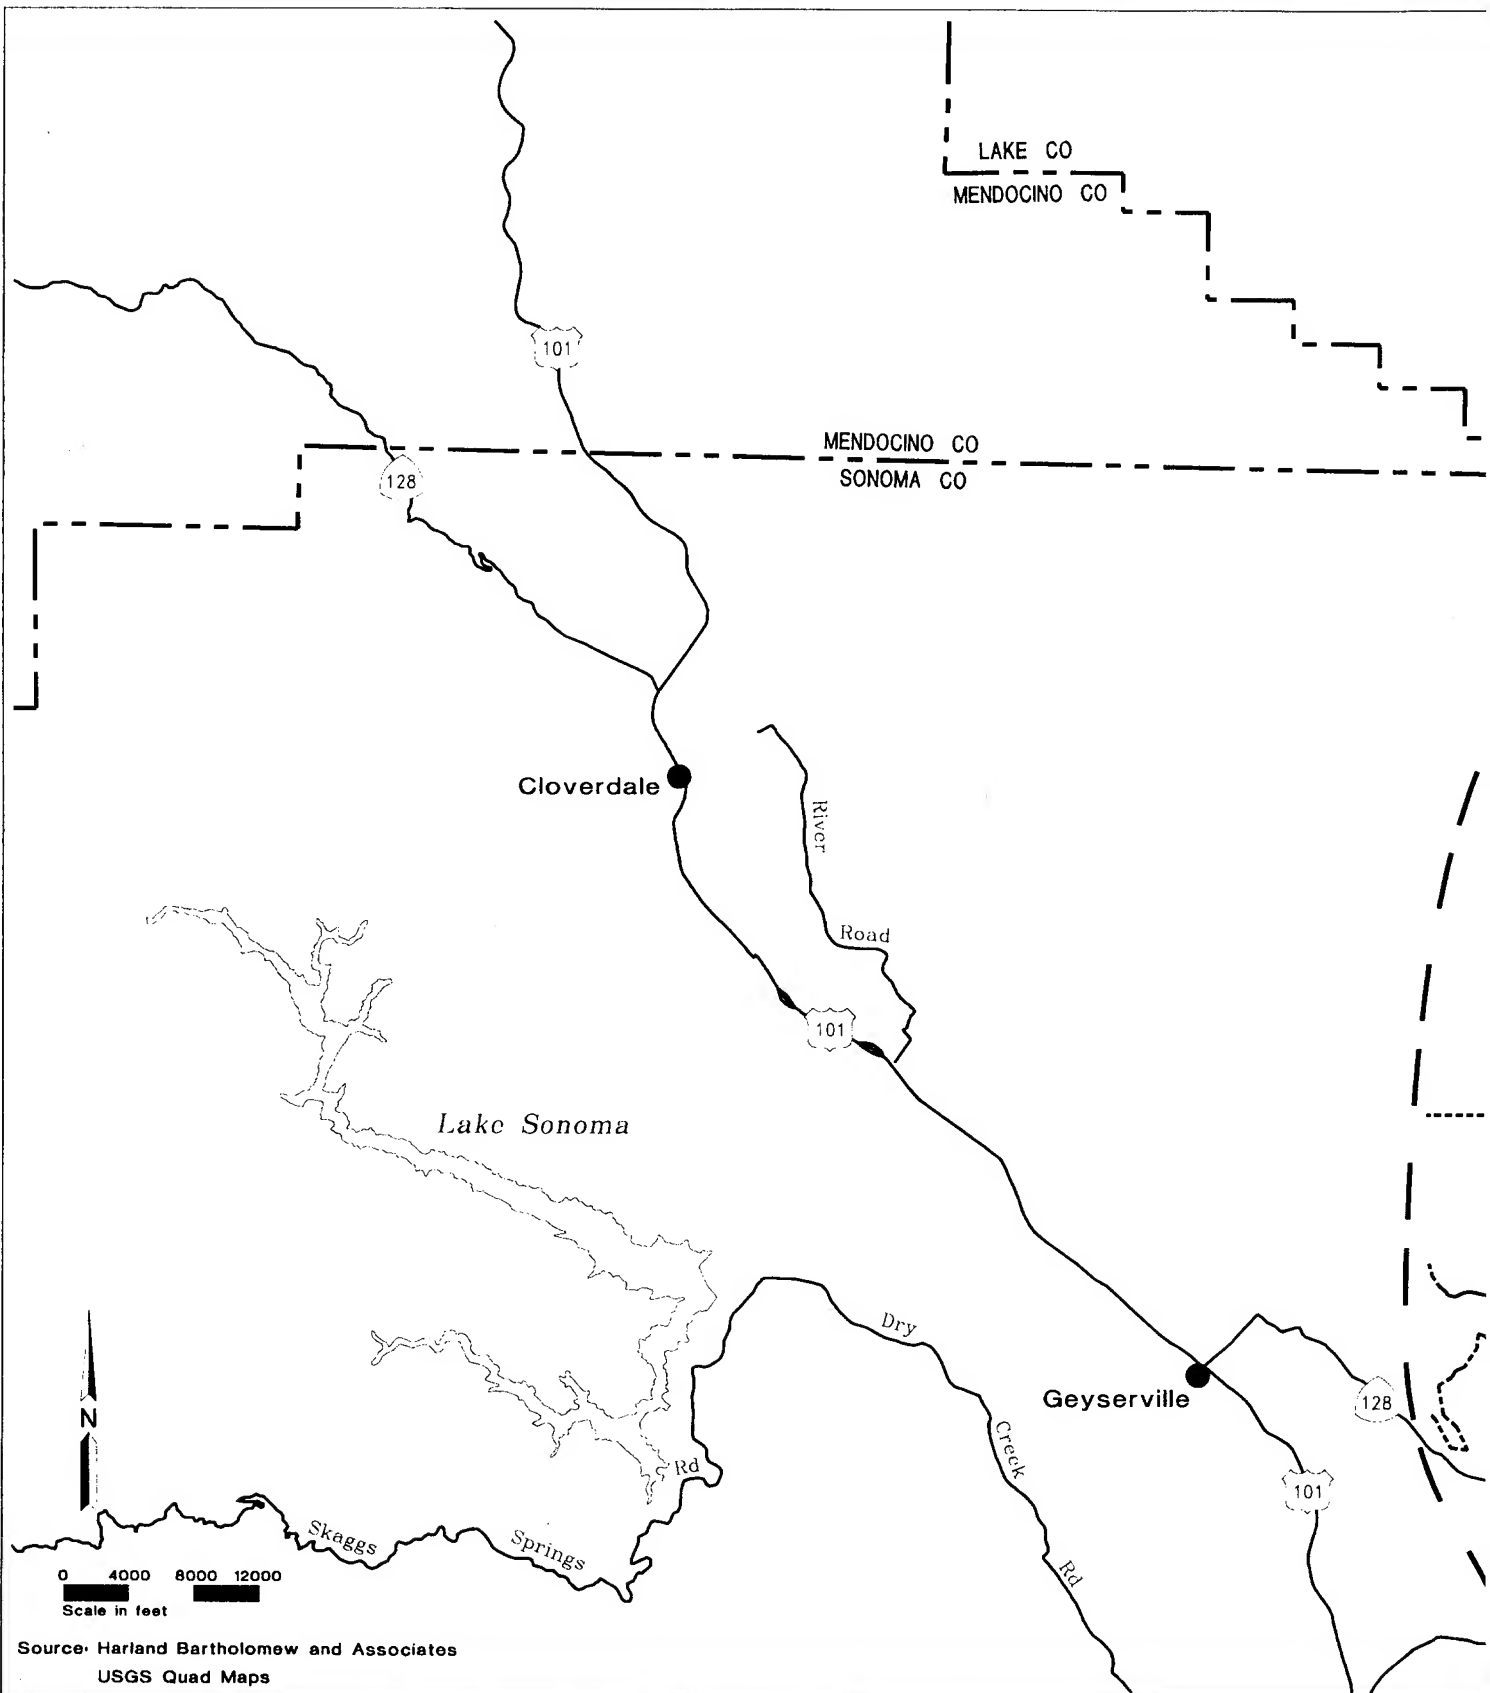 LAKE CO
MENDOCINO CO
101
MENDOCINO CO
SONOMA CO
128
Cloverdale
River
Road
101
Lake Sonoma
Dry
Creek
Rd
Geyserville
128
101
N
Skaggs
Springs
Rd
0 4000 8000 12000
Scale in feet
Source: Harland Bartholomew and Associates
USGS Quad Maps